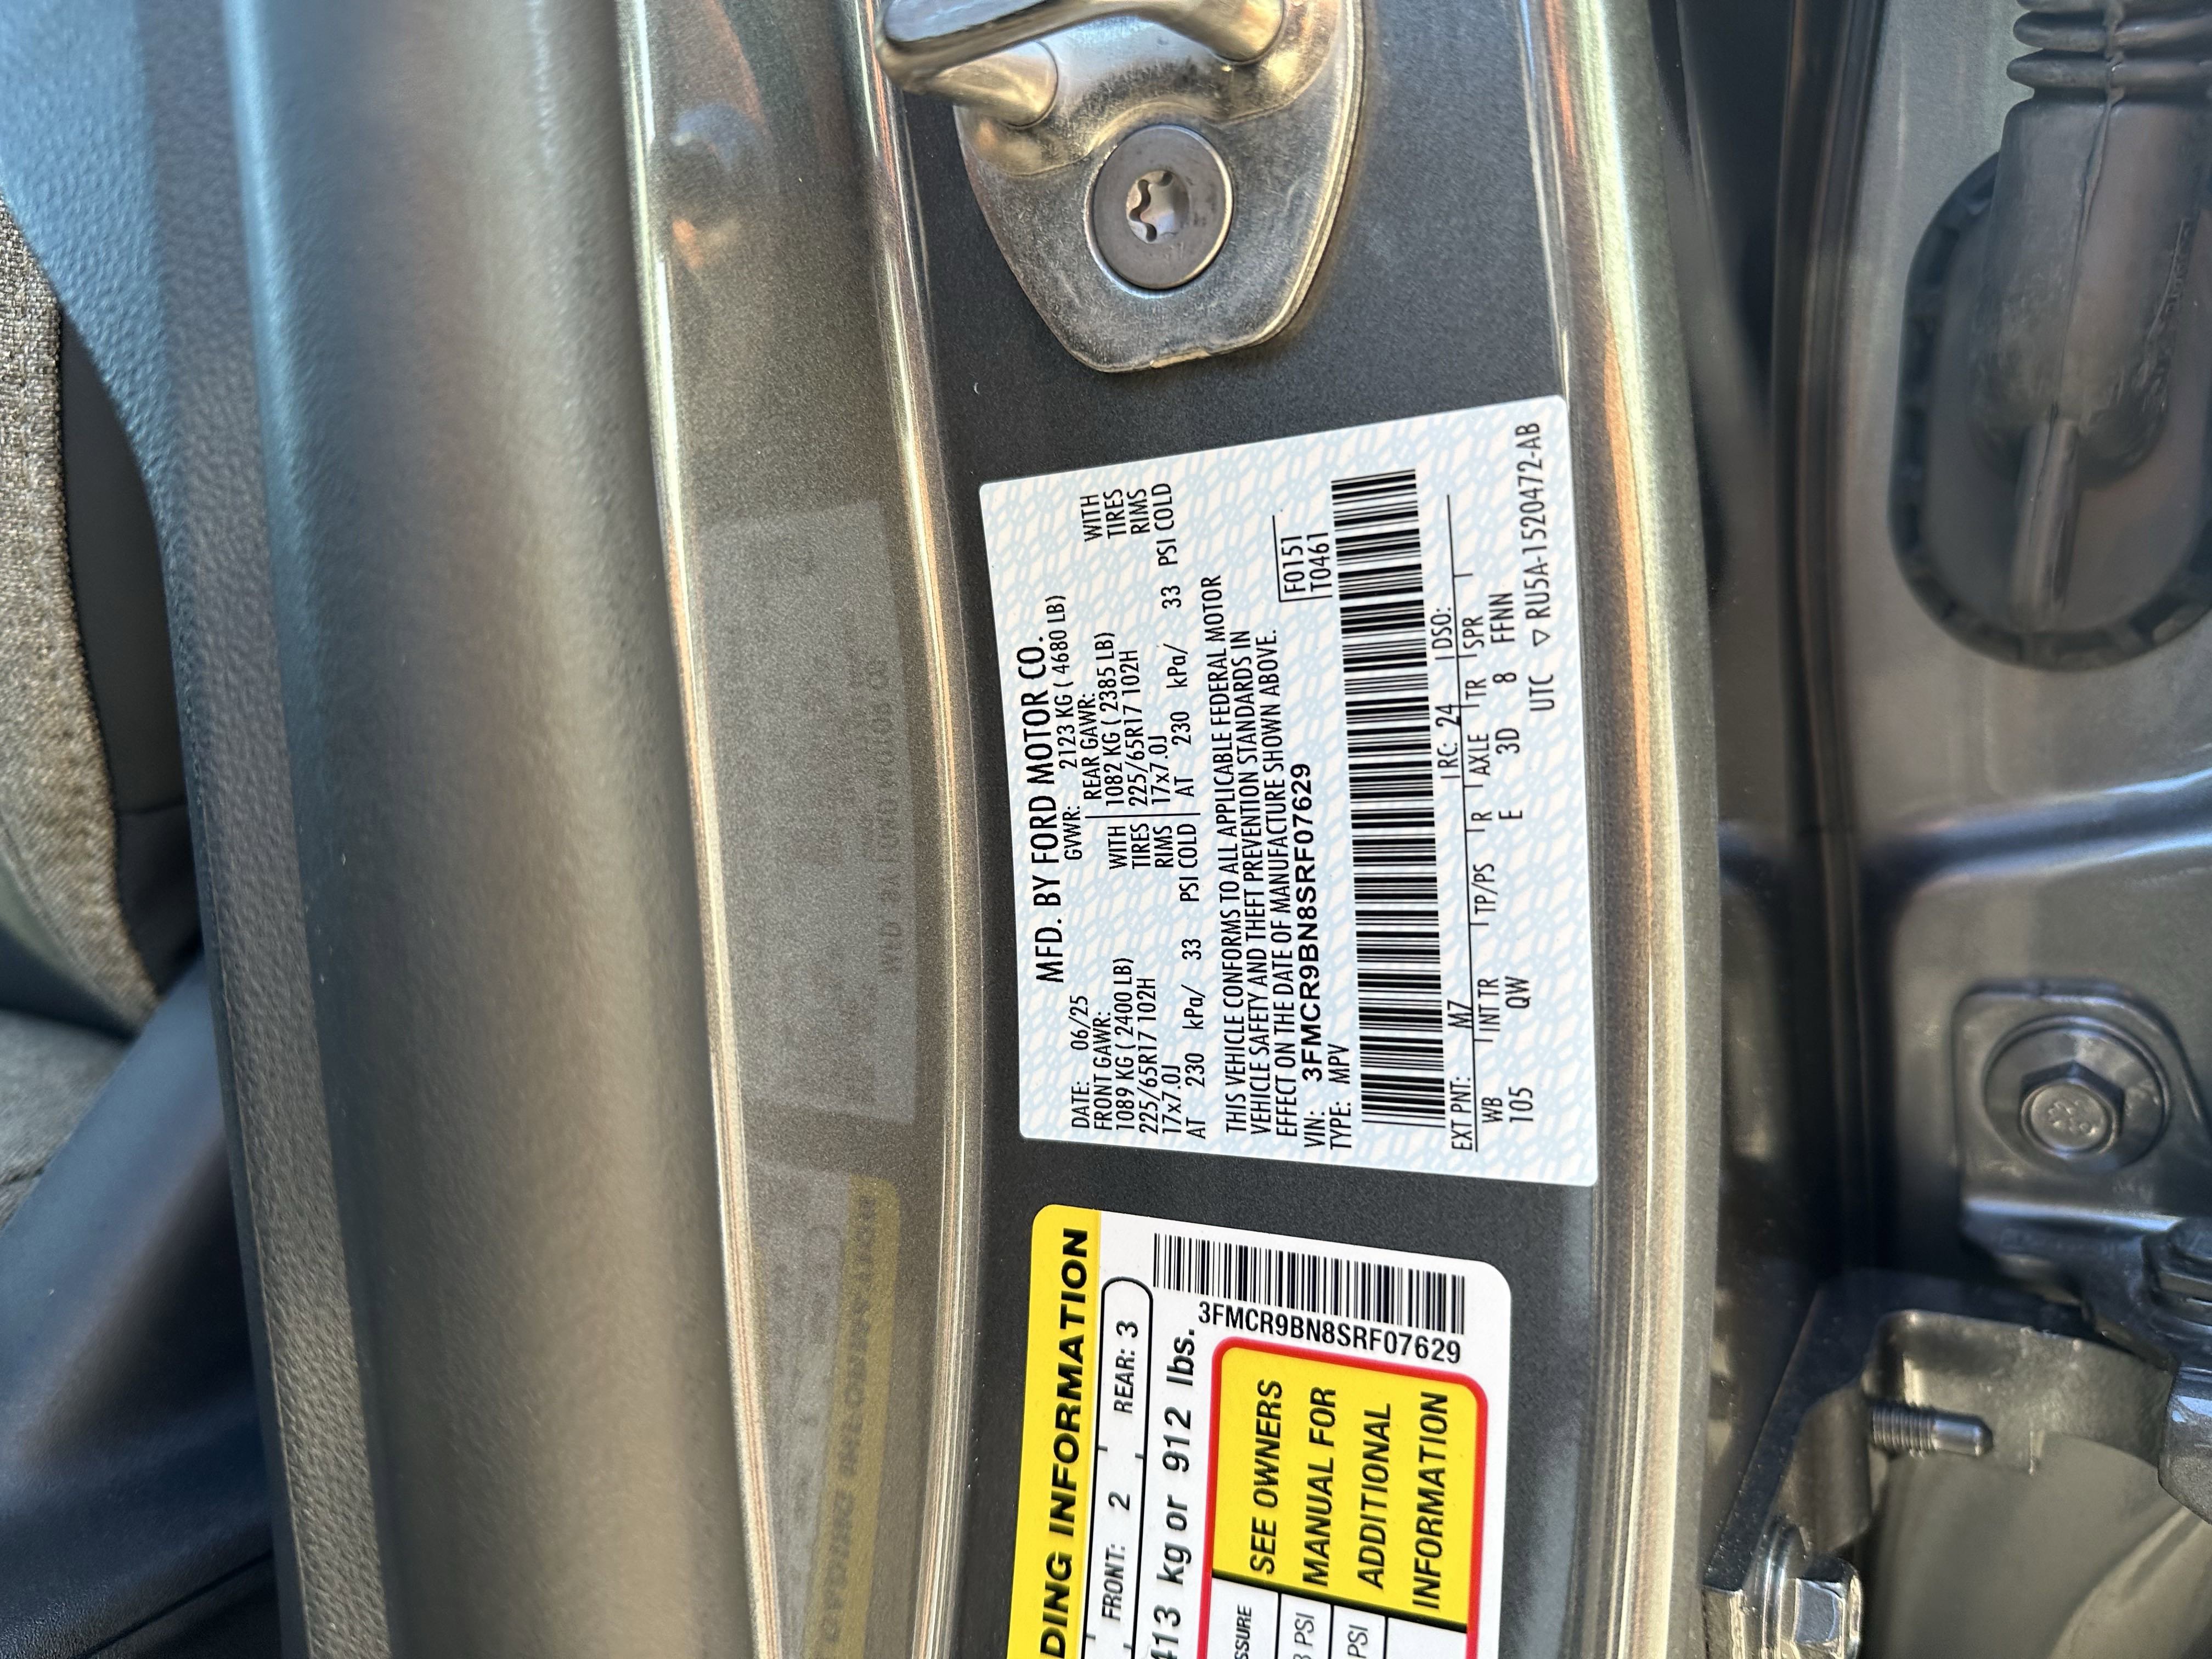 MFD. BY FORD MOTOR CO.
DATE: 06/25 GVWR: 2123 KG ( 4680 LB)
FRONT GAWR: REAR GAWR:
1089 KG ( 2400 LB) WITH 1082 KG ( 2385 LB) WITH
225/65R17 102H TIRES 225/65R17 102H TIRES
17x7.0J RIMS 17x7.0J RIMS
AT 230 kPa/ 33 PSI COLD AT 230 kPa/ 33 PSI COLD
THIS VEHICLE CONFORMS TO ALL APPLICABLE FEDERAL MOTOR
VEHICLE SAFETY AND THEFT PREVENTION STANDARDS IN
EFFECT ON THE DATE OF MANUFACTURE SHOWN ABOVE.
VIN: 3FMCR9BN8SRF07629 F0151
TYPE: MPV T0461
EXT PNT: M7 RC: 24 DSO:
WB INT TR TP/PS R AXLE TR SPR
105 QW E 3D 8 FFNN
UTC ▽ RU5A-1520472-AB
DING INFORMATION
FRONT: 2 REAR: 3
413 kg or 912 lbs.
3FMCR9BN8SRF07629
SEE OWNERS
MANUAL FOR
ADDITIONAL
INFORMATION
SSURE
PSI
PSI